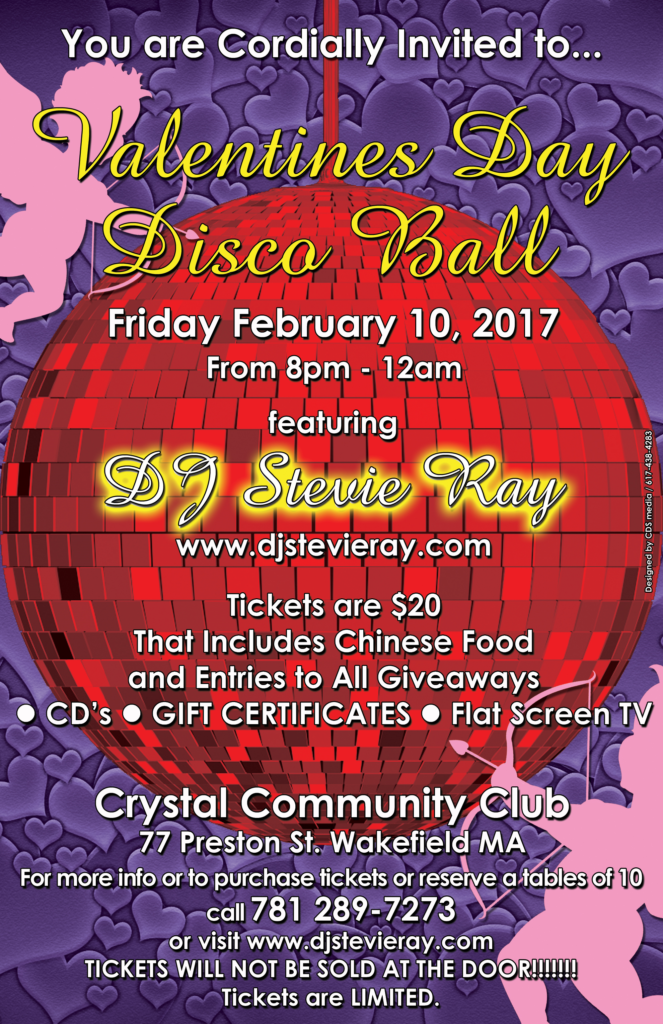 You are Cordially Invited to...
Valentines Day
Disco Ball
Friday February 10, 2017
From 8pm - 12am
featuring
DJ Stevie Ray
www.djstevieray.com
Tickets are $20
That Includes Chinese Food
and Entries to All Giveaways
● CD's ● GIFT CERTIFICATES ● Flat Screen TV
Crystal Community Club
77 Preston St. Wakefield MA
For more info or to purchase tickets or reserve a tables of 10
call 781 289-7273
or visit www.djstevieray.com
TICKETS WILL NOT BE SOLD AT THE DOOR!!!!!!!
Tickets are LIMITED.
Designed by CDS media / 617-438-4283